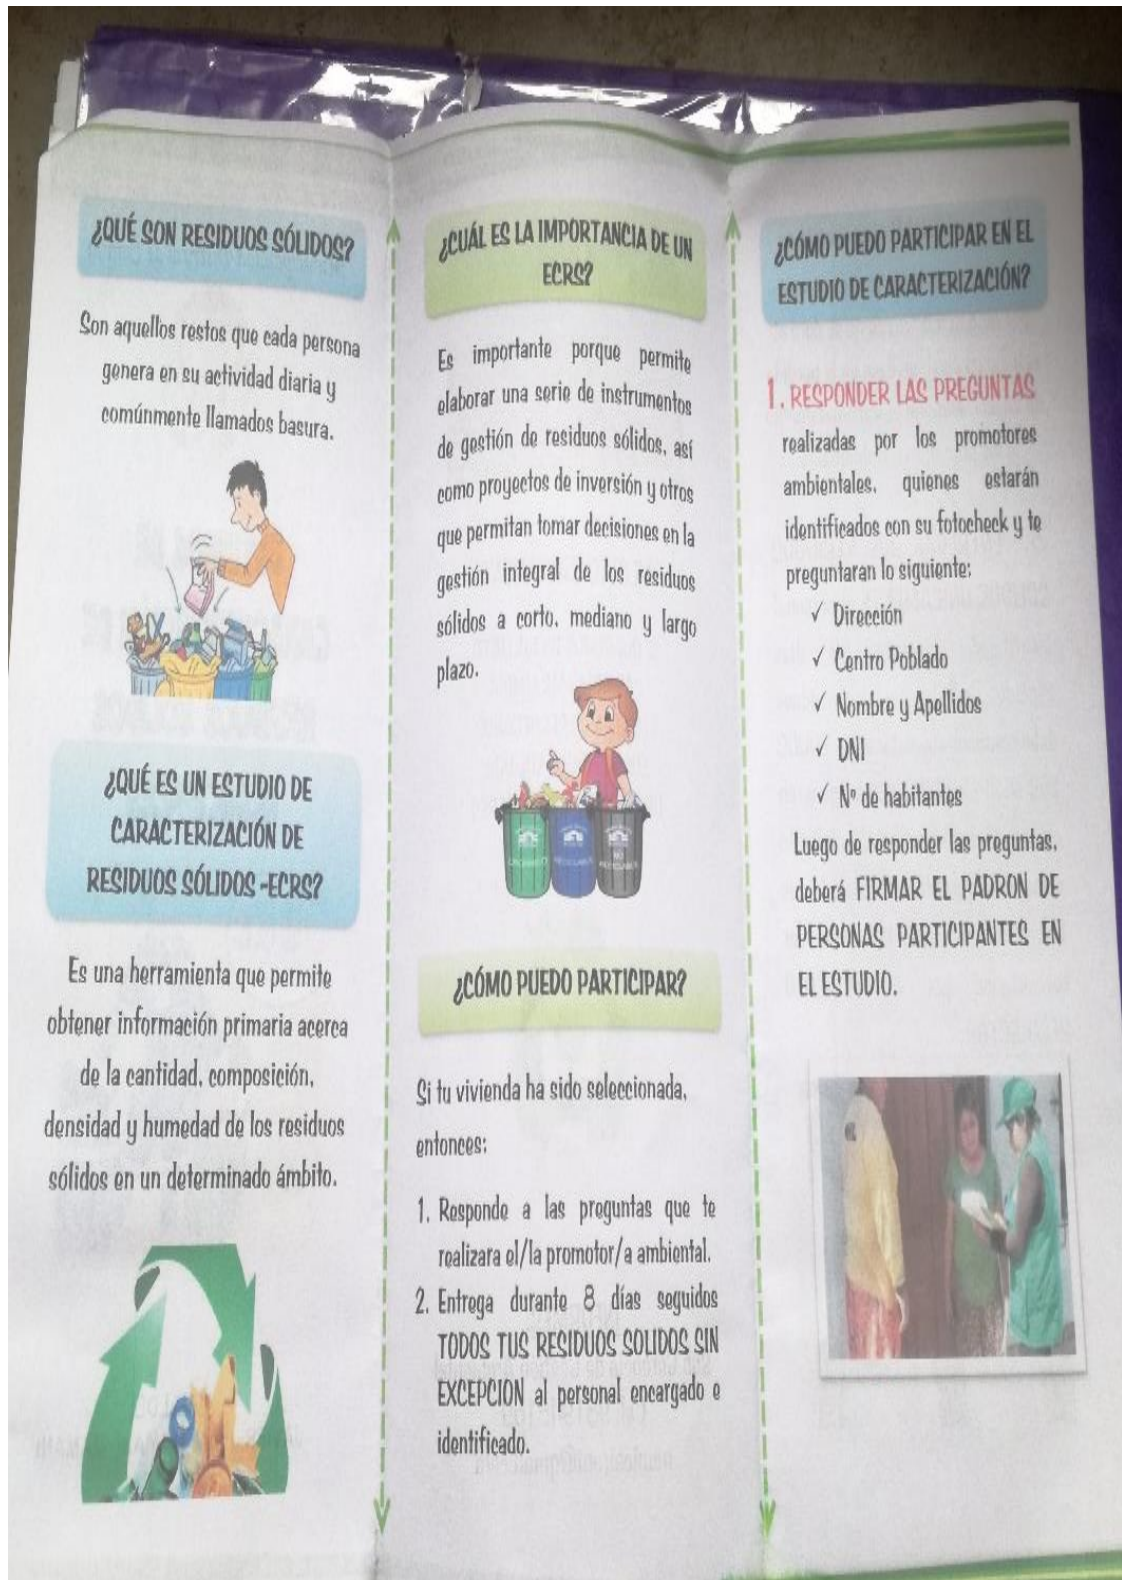 ¿QUÉ SON RESIDUOS SÓLIDOS?
Son aquellos restos que cada persona
genera en su actividad diaria y
comúnmente llamados basura.
¿QUÉ ES UN ESTUDIO DE
CARACTERIZACIÓN DE
RESIDUOS SÓLIDOS -ECRS?
Es una herramienta que permite
obtener información primaria acerca
de la cantidad, composición,
densidad y humedad de los residuos
sólidos en un determinado ámbito.
¿CUÁL ES LA IMPORTANCIA DE UN
ECRS?
Es importante porque permite
elaborar una serie de instrumentos
de gestión de residuos sólidos, así
como proyectos de inversión y otros
que permitan tomar decisiones en la
gestión integral de los residuos
sólidos a corto, mediano y largo
plazo.
¿CÓMO PUEDO PARTICIPAR?
Si tu vivienda ha sido seleccionada,
entonces:
1. Responde a las preguntas que te
realizara el/la promotor/a ambiental.
2. Entrega durante 8 días seguidos
TODOS TUS RESIDUOS SOLIDOS SIN
EXCEPCION al personal encargado e
identificado.
¿CÓMO PUEDO PARTICIPAR EN EL
ESTUDIO DE CARACTERIZACIÓN?
1. RESPONDER LAS PREGUNTAS
realizadas por los promotores
ambientales, quienes estarán
identificados con su fotocheck y te
preguntaran lo siguiente:
✓ Dirección
✓ Centro Poblado
✓ Nombre y Apellidos
✓ DNI
✓ Nº de habitantes
Luego de responder las preguntas,
deberá FIRMAR EL PADRON DE
PERSONAS PARTICIPANTES EN
EL ESTUDIO.